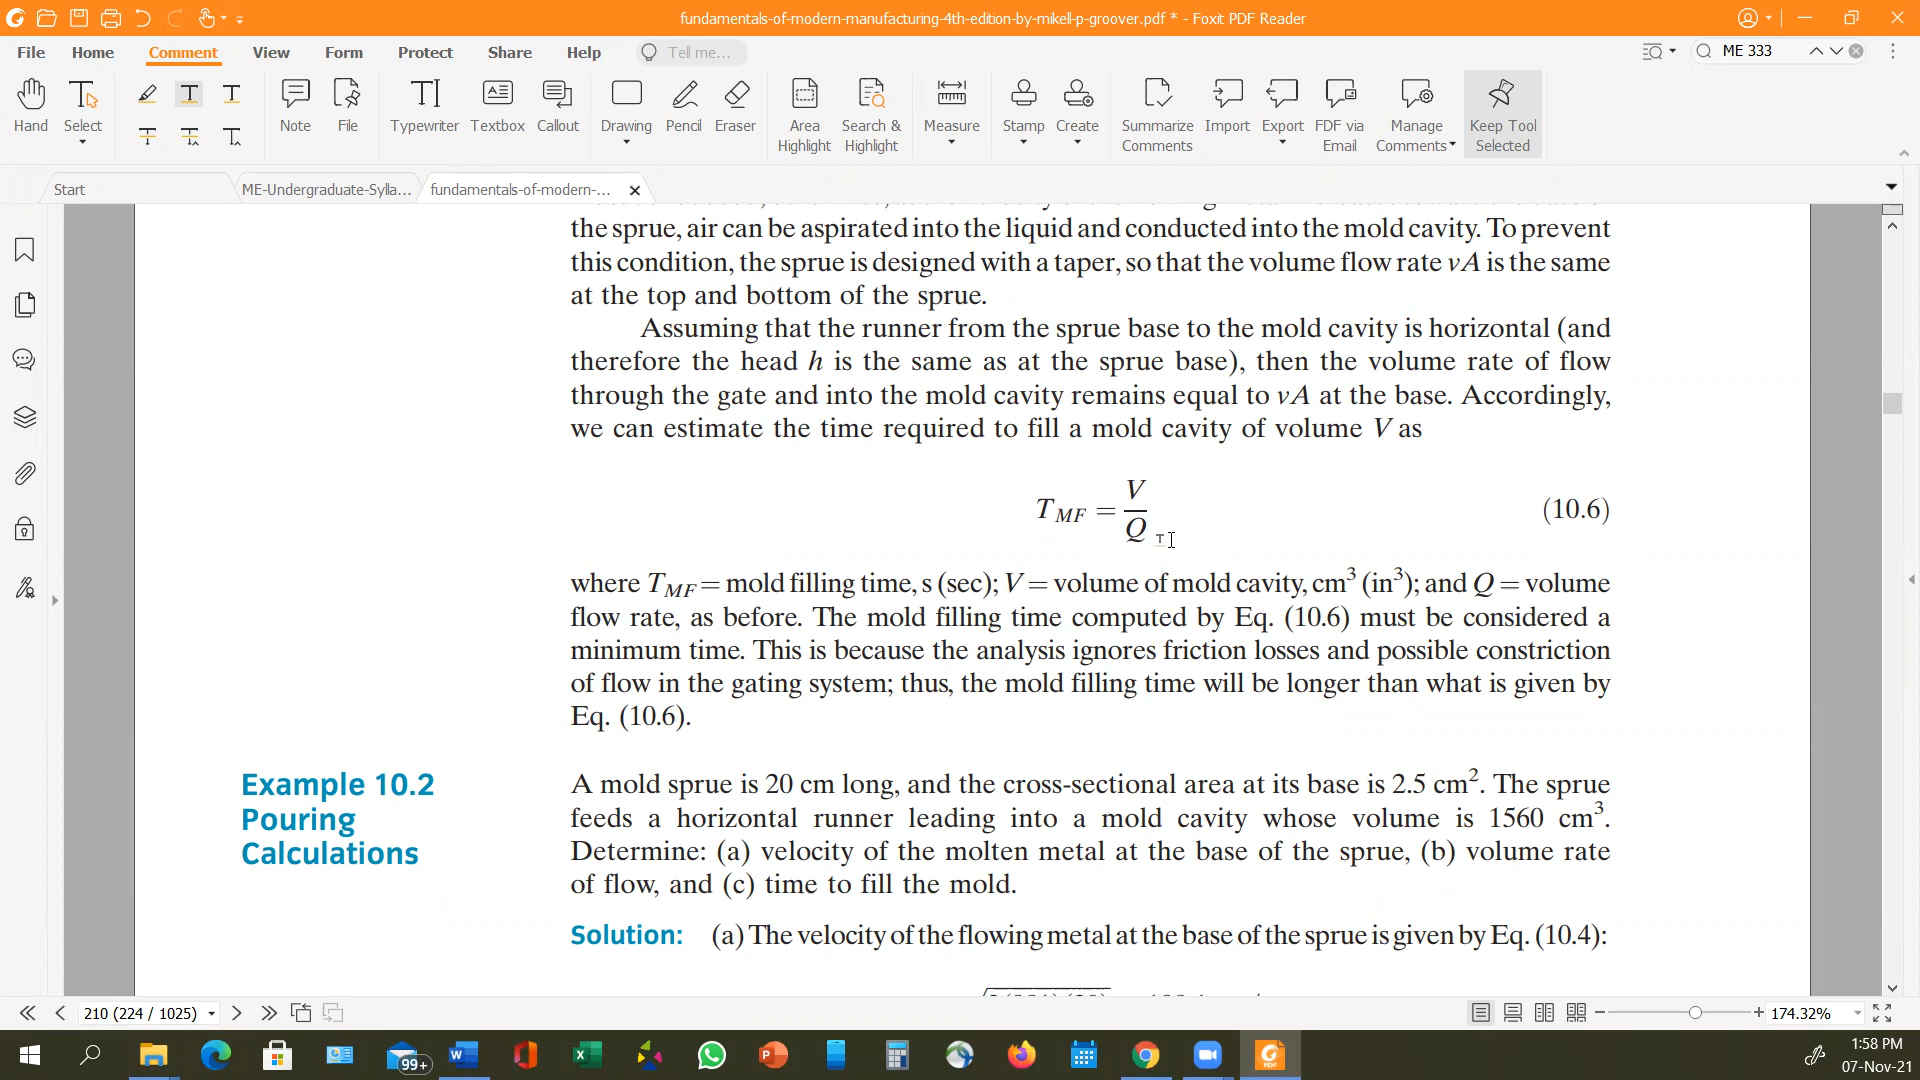 fundamentals-of-modern-manufacturing-4th-edition-by-mikell-p-groover.pdf * - Foxit PDF Reader
File Home Comment View Form Protect Share Help Tell me... ME 333
Hand Select Note File Typewriter Textbox Callout Drawing Pencil Eraser Area Highlight Search & Highlight Measure Stamp Create Summarize Comments Import Export FDF via Email Manage Comments Keep Tool Selected
Start ME-Undergraduate-Sylla... fundamentals-of-modern-...
the sprue, air can be aspirated into the liquid and conducted into the mold cavity. To prevent
this condition, the sprue is designed with a taper, so that the volume flow rate vA is the same
at the top and bottom of the sprue.
Assuming that the runner from the sprue base to the mold cavity is horizontal (and
therefore the head h is the same as at the sprue base), then the volume rate of flow
through the gate and into the mold cavity remains equal to vA at the base. Accordingly,
we can estimate the time required to fill a mold cavity of volume V as
T_MF = V/Q (10.6)
where T_MF = mold filling time, s (sec); V = volume of mold cavity, cm³ (in³); and Q = volume
flow rate, as before. The mold filling time computed by Eq. (10.6) must be considered a
minimum time. This is because the analysis ignores friction losses and possible constriction
of flow in the gating system; thus, the mold filling time will be longer than what is given by
Eq. (10.6).
Example 10.2
Pouring
Calculations
A mold sprue is 20 cm long, and the cross-sectional area at its base is 2.5 cm². The sprue
feeds a horizontal runner leading into a mold cavity whose volume is 1560 cm³.
Determine: (a) velocity of the molten metal at the base of the sprue, (b) volume rate
of flow, and (c) time to fill the mold.
Solution: (a) The velocity of the flowing metal at the base of the sprue is given by Eq. (10.4):
210 (224 / 1025) 174.32%
99+
1:58 PM
07-Nov-21